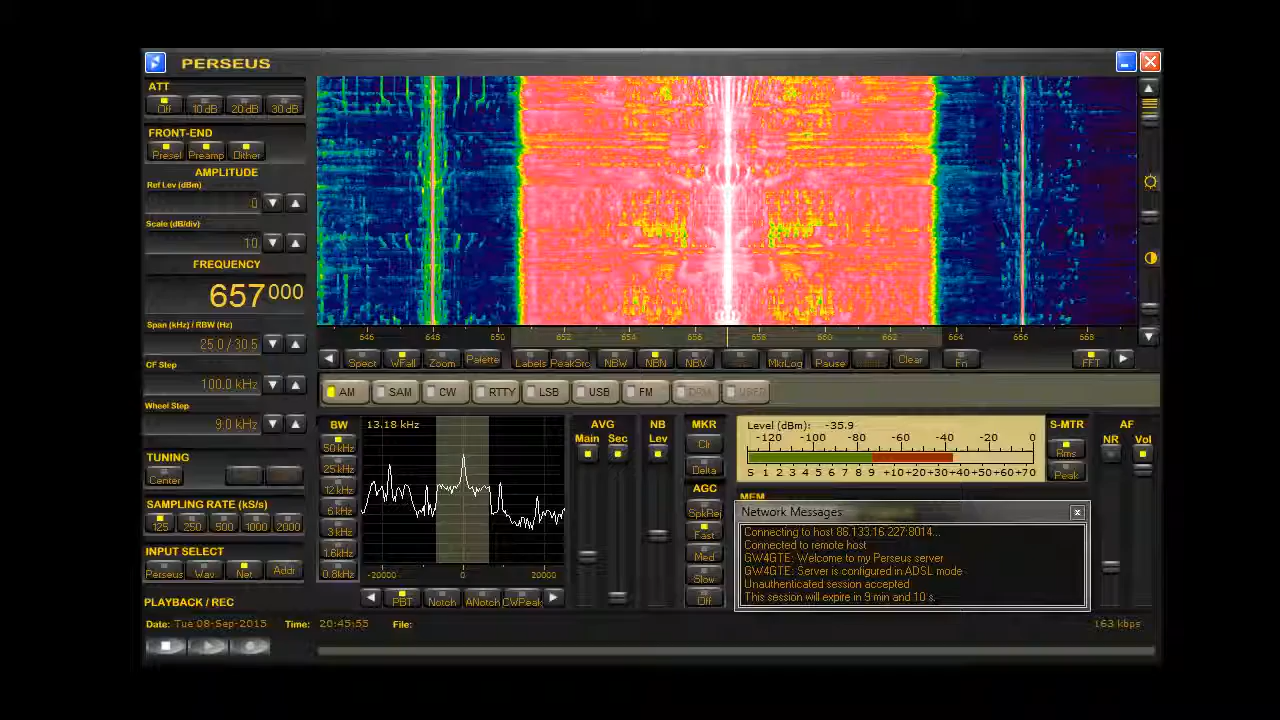 PERSEUS
ATT
Off 10 dB 20 dB 30 dB
FRONT-END
Presel Preamp Dither
AMPLITUDE
Ref Lev (dBm)
0
Scale (dB/div)
10
FREQUENCY
657000
Span (kHz) / RBW (Hz)
25.0 / 30.5
CF Step
100.0 kHz
Wheel Step
9.0 kHz
TUNING
Center
SAMPLING RATE (kS/s)
125 250 500 1000 2000
INPUT SELECT
Perseus Wav Net Addr
PLAYBACK / REC
Date: Tue 08-Sep-2015 Time: 20:45:55 File:
646 648 650 652 654 656 658 660 662 664 666 668
Spect WFall Zoom Palette Labels PeakSrc NBW NBN NBV MkrLog Pause Clear Fn FFT
AM SAM CW RTTY LSB USB FM DRM USER
BW
50 kHz
25 kHz
12 kHz
6 kHz
3 kHz
1.6kHz
0.8kHz
13.18 kHz
-20000 0 20000
PBT Notch ANotch CWPeak
AVG
Main Sec
NB
Lev
MKR
Clr
Delta
AGC
SpkRej
Fast
Med
Slow
Off
Level (dBm): -35.9
-120 -100 -80 -60 -40 -20 0
S 1 2 3 4 5 6 7 8 9 +10 +20 +30 +40 +50 +60 +70
S-MTR
Rms
Peak
AF
NR Vol
MEM
Network Messages:
Connecting to host 86.133.16.227:8014...
Connected to remote host
GW4GTE: Welcome to my Perseus server
GW4GTE: Server is configured in ADSL mode
Unauthenticated session accepted
This session will expire in 9 min and 10 s.
163 kbps